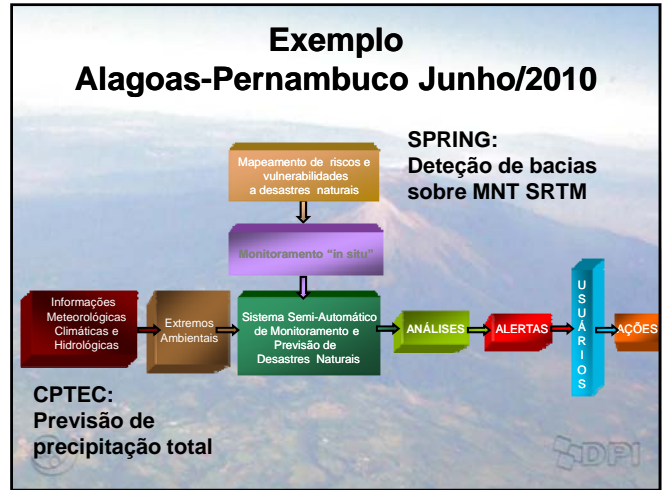 Exemplo
Alagoas-Pernambuco Junho/2010
SPRING:
Deteção de bacias
sobre MNT SRTM
Mapeamento de riscos e
vulnerabilidades
a desastres naturais
Monitoramento "in situ"
Informações
Meteorológicas
Climáticas e
Hidrológicas
Extremos
Ambientais
Sistema Semi-Automático
de Monitoramento e
Previsão de
Desastres Naturais
ANÁLISES
ALERTAS
USUÁRIOS
AÇÕES
CPTEC:
Previsão de
precipitação total
DPI